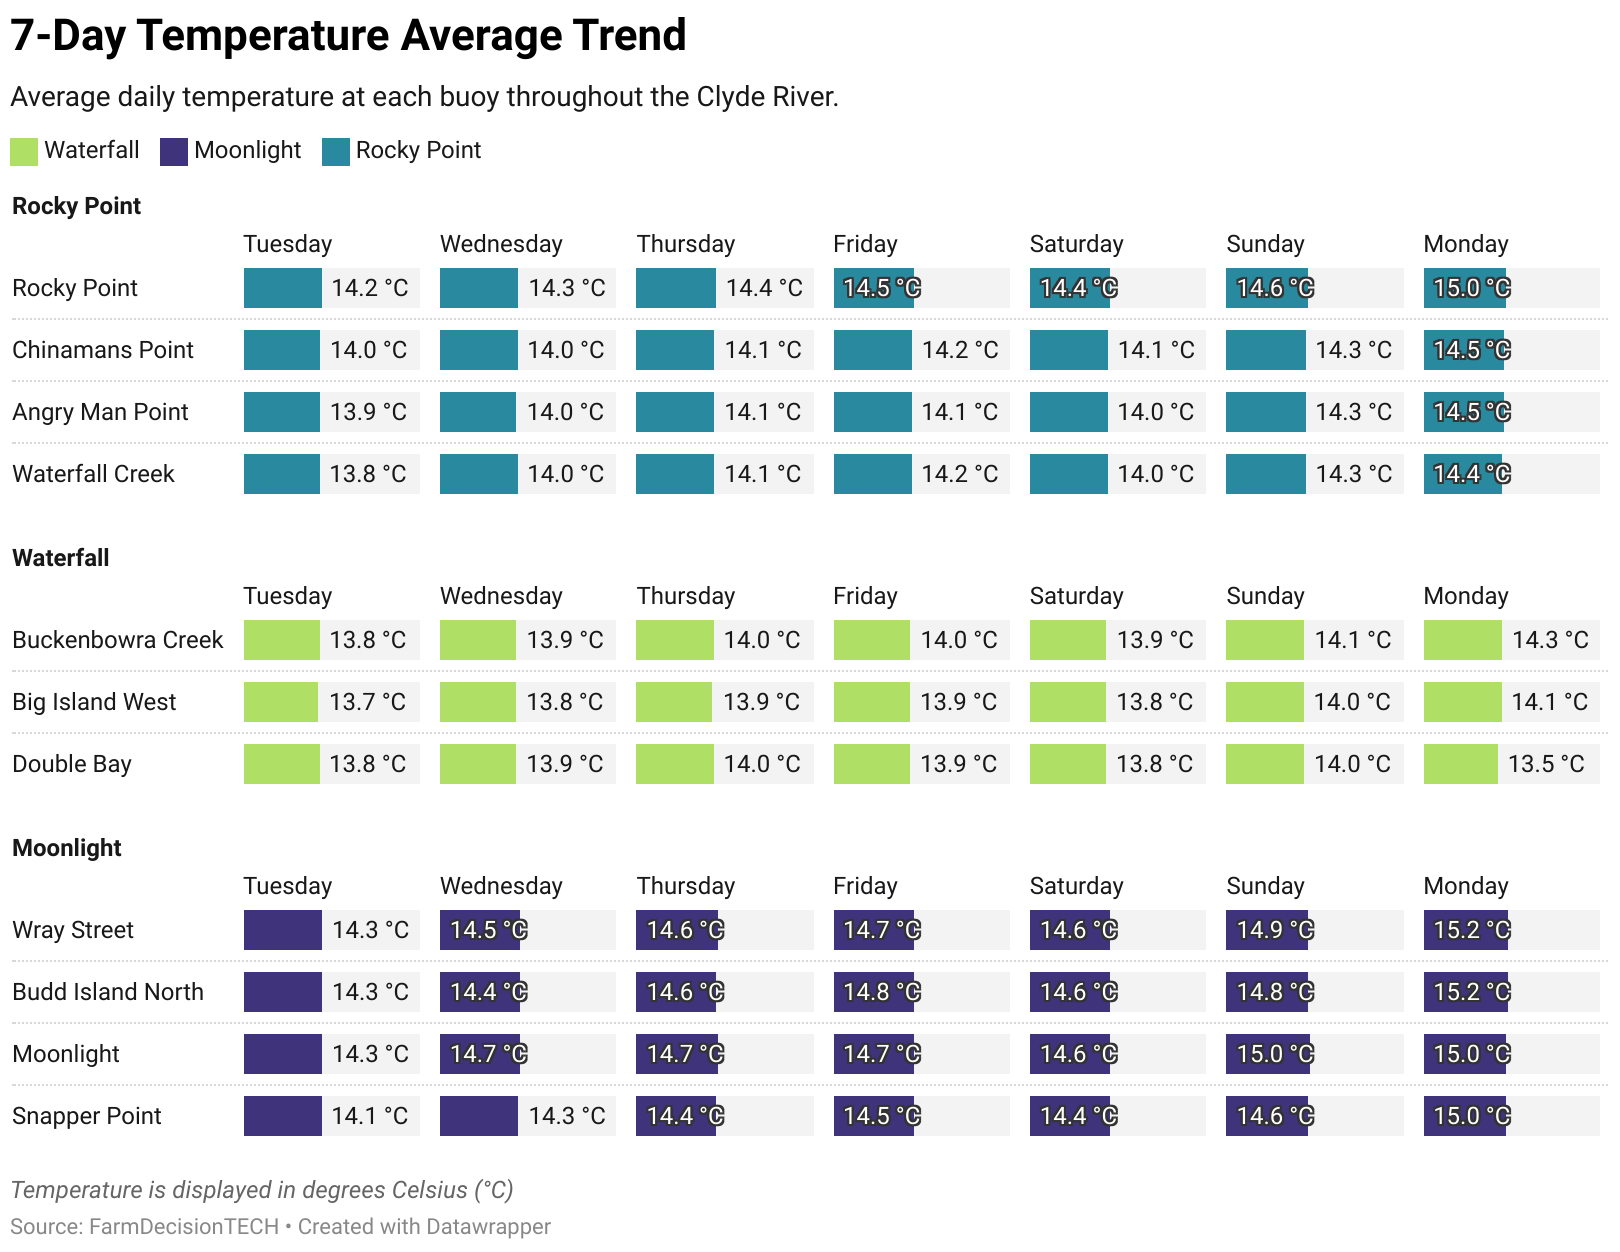 7-Day Temperature Average Trend
Average daily temperature at each buoy throughout the Clyde River.
Waterfall Moonlight Rocky Point
Rocky Point
Tuesday Wednesday Thursday Friday Saturday Sunday Monday
Rocky Point 14.2 °C 14.3 °C 14.4 °C 14.5 °C 14.4 °C 14.6 °C 15.0 °C
Chinamans Point 14.0 °C 14.0 °C 14.1 °C 14.2 °C 14.1 °C 14.3 °C 14.5 °C
Angry Man Point 13.9 °C 14.0 °C 14.1 °C 14.1 °C 14.0 °C 14.3 °C 14.5 °C
Waterfall Creek 13.8 °C 14.0 °C 14.1 °C 14.2 °C 14.0 °C 14.3 °C 14.4 °C
Waterfall
Tuesday Wednesday Thursday Friday Saturday Sunday Monday
Buckenbowra Creek 13.8 °C 13.9 °C 14.0 °C 14.0 °C 13.9 °C 14.1 °C 14.3 °C
Big Island West 13.7 °C 13.8 °C 13.9 °C 13.9 °C 13.8 °C 14.0 °C 14.1 °C
Double Bay 13.8 °C 13.9 °C 14.0 °C 13.9 °C 13.8 °C 14.0 °C 13.5 °C
Moonlight
Tuesday Wednesday Thursday Friday Saturday Sunday Monday
Wray Street 14.3 °C 14.5 °C 14.6 °C 14.7 °C 14.6 °C 14.9 °C 15.2 °C
Budd Island North 14.3 °C 14.4 °C 14.6 °C 14.8 °C 14.6 °C 14.8 °C 15.2 °C
Moonlight 14.3 °C 14.7 °C 14.7 °C 14.7 °C 14.6 °C 15.0 °C 15.0 °C
Snapper Point 14.1 °C 14.3 °C 14.4 °C 14.5 °C 14.4 °C 14.6 °C 15.0 °C
Temperature is displayed in degrees Celsius (°C)
Source: FarmDecisionTECH • Created with Datawrapper